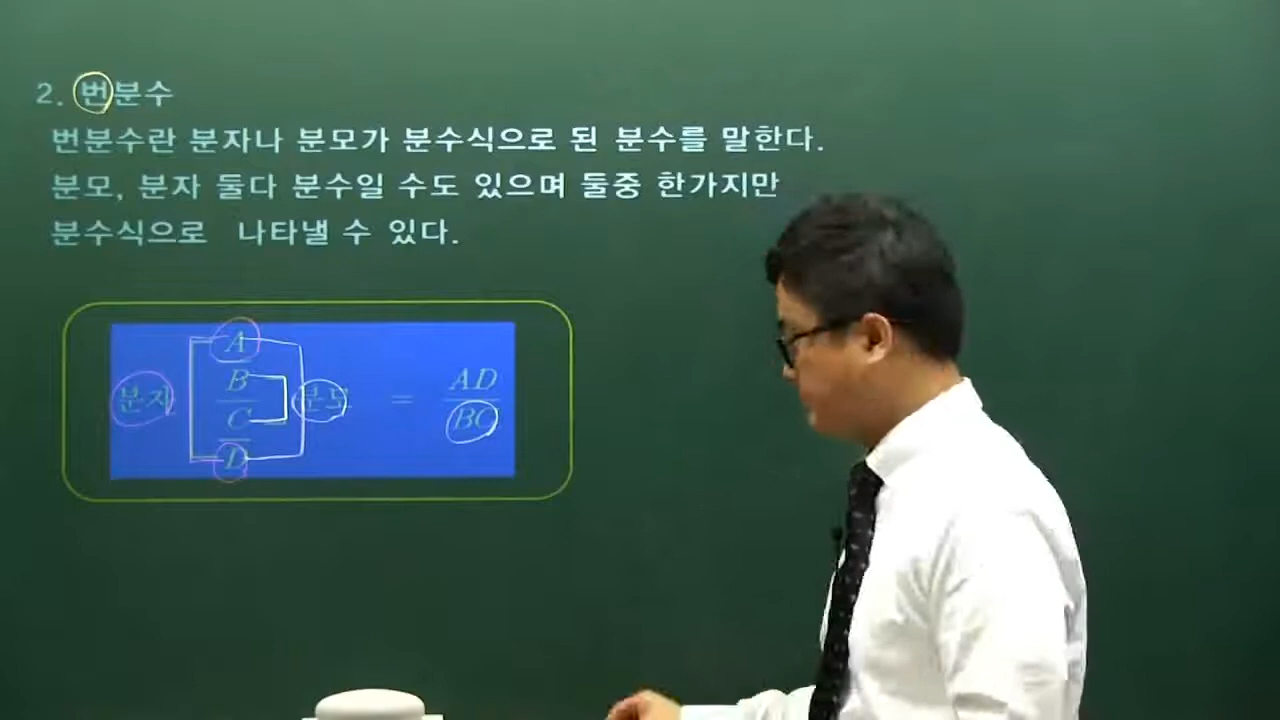 2. 번분수
번분수란 분자나 분모가 분수식으로 된 분수를 말한다.
분모, 분자 둘다 분수일 수도 있으며 둘중 한가지만
분수식으로 나타낼 수 있다.
A
B
분자 분모 = AD
C BC
D